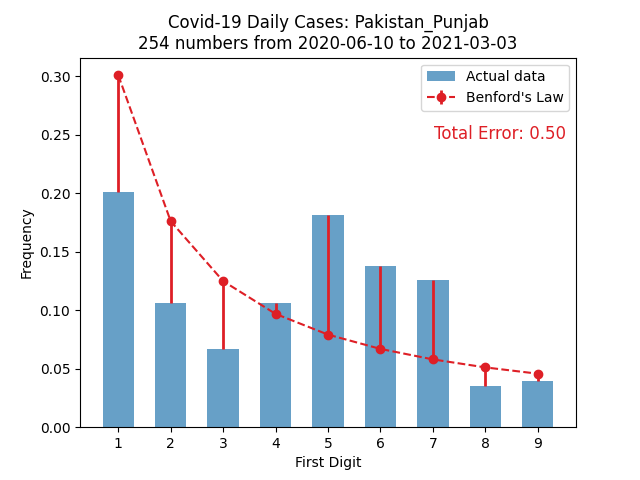 Covid-19 Daily Cases: Pakistan_Punjab
254 numbers from 2020-06-10 to 2021-03-03
Actual data
Benford's Law
Total Error: 0.50
0.30
0.25
0.20
0.15
0.10
0.05
0.00
Frequency
1 2 3 4 5 6 7 8 9
First Digit